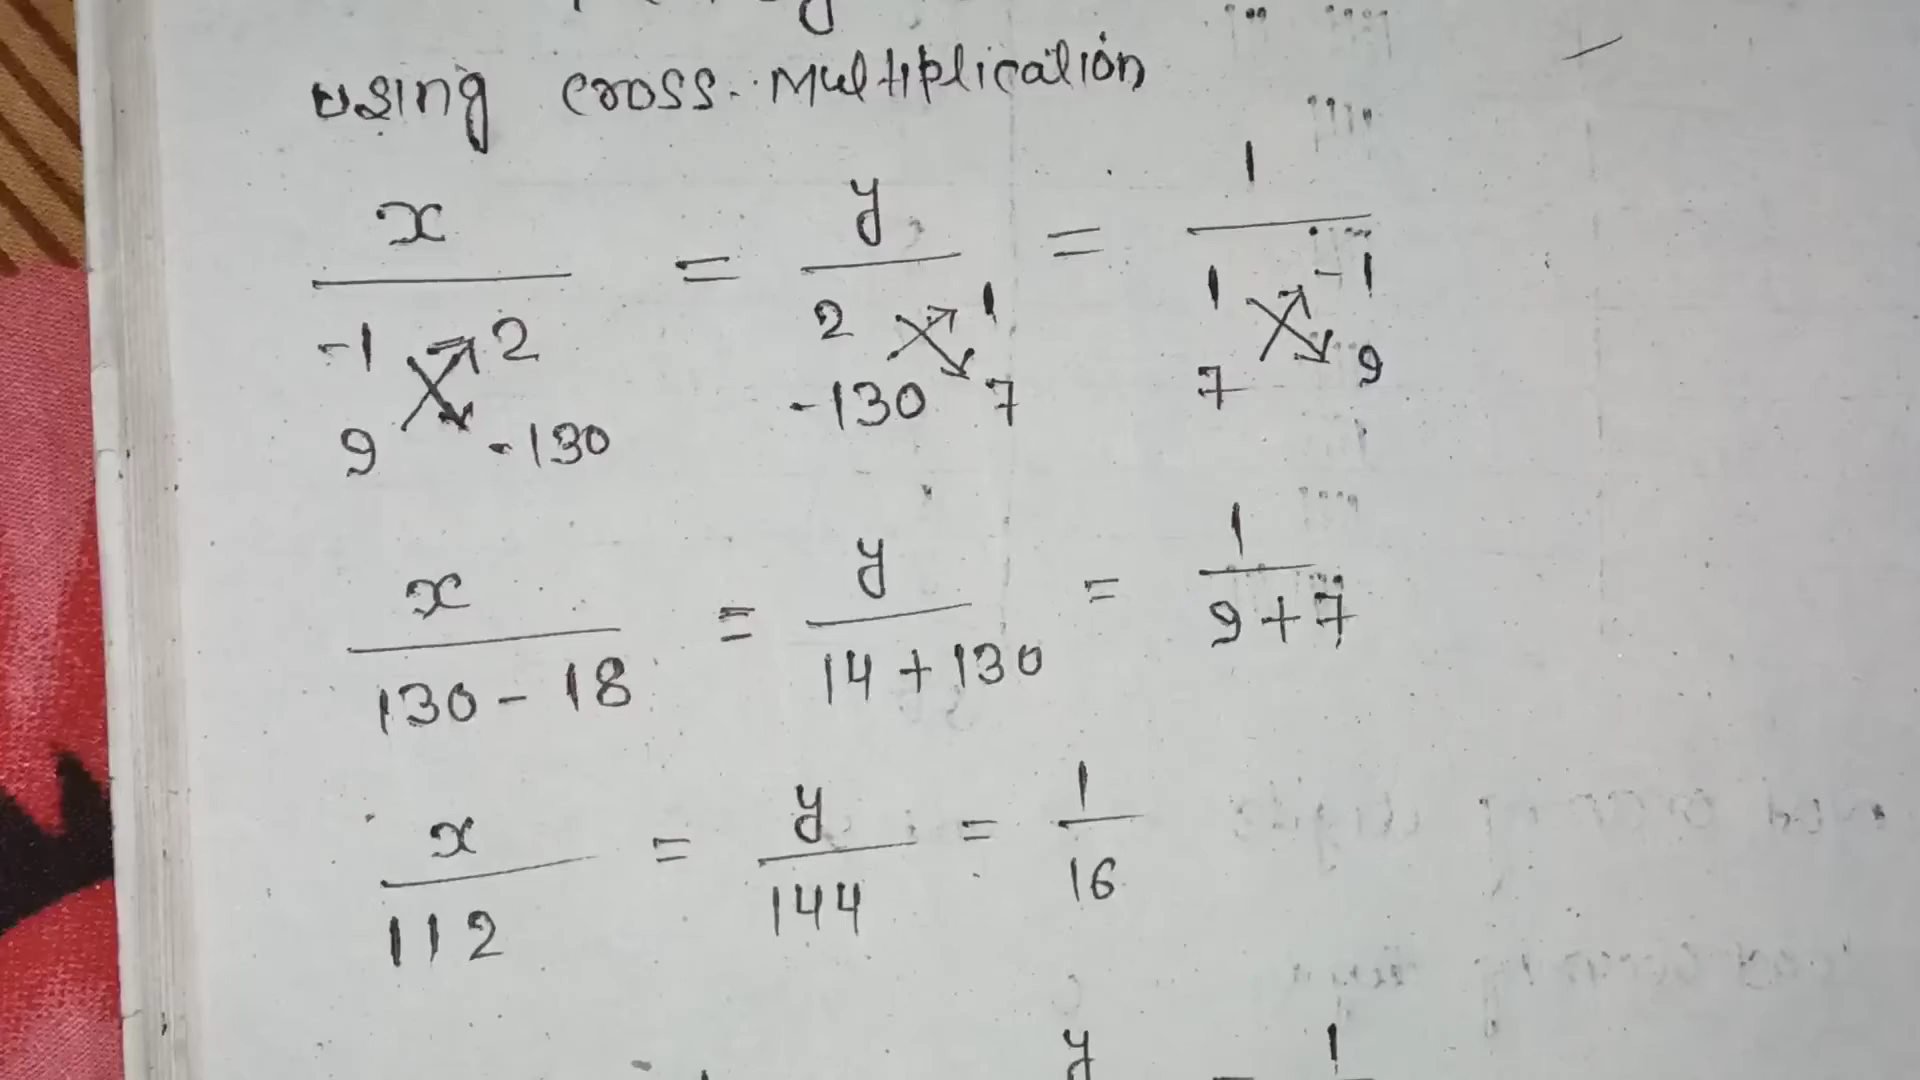 using cross-Multiplication
x = y = 1
-1 2 2 1 1 -1
9 -130 -130 7 7 9
x = y = 1
130-18 14+130 9+7
x = y = 1
112 144 16
y 1